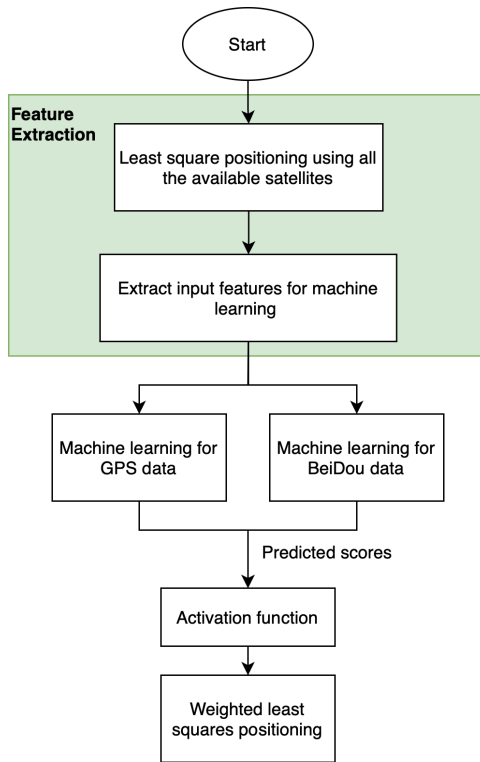 Start
Feature
Extraction
Least square positioning using all
the available satellites
Extract input features for machine
learning
Machine learning for
GPS data
Machine learning for
BeiDou data
Predicted scores
Activation function
Weighted least
squares positioning